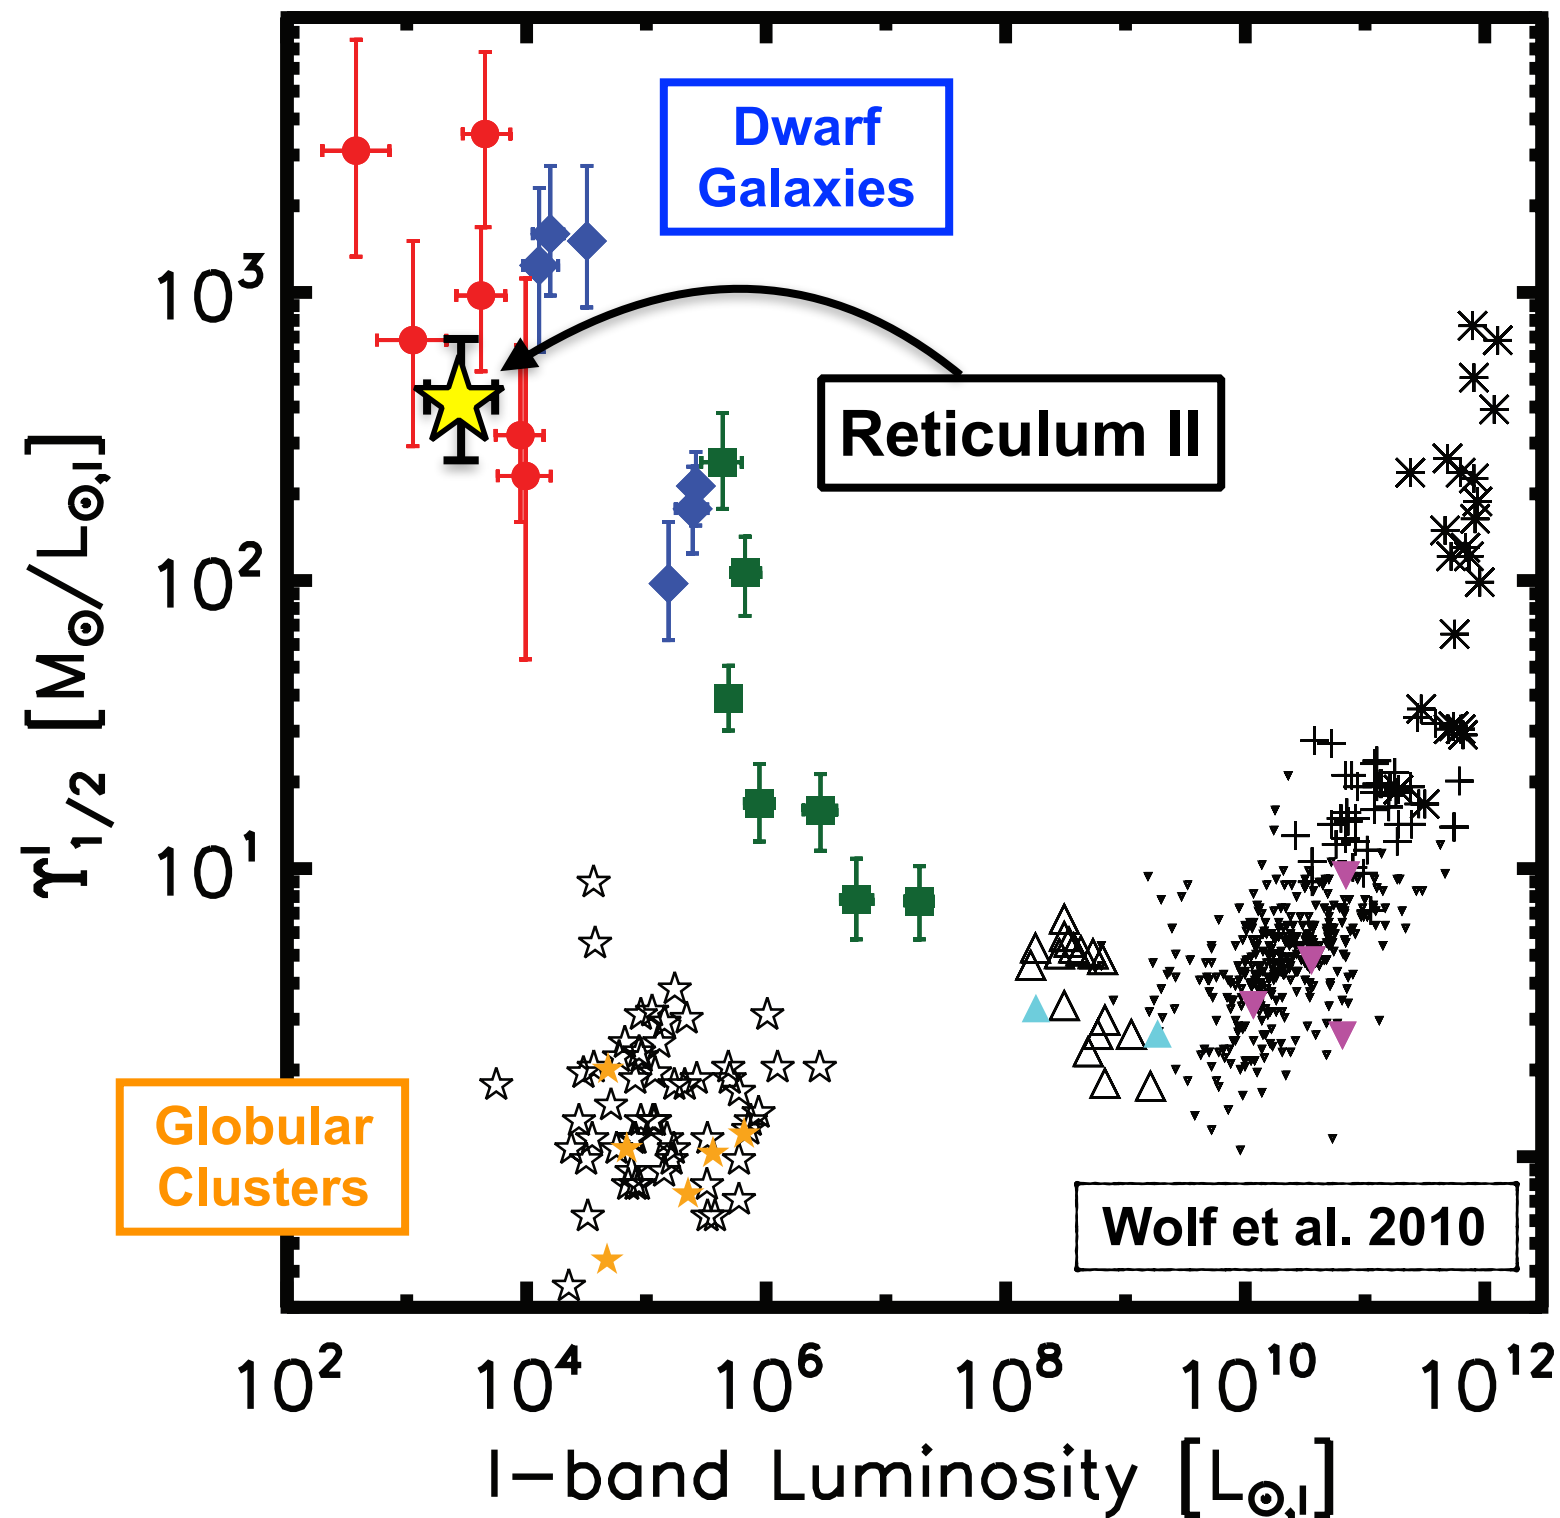 Dwarf
Galaxies
10³
Reticulum II
ϒᴵ₁/₂ [M⊙/L⊙,I]
10²
10¹
Globular
Clusters
Wolf et al. 2010
10² 10⁴ 10⁶ 10⁸ 10¹⁰ 10¹²
I-band Luminosity [L⊙,I]